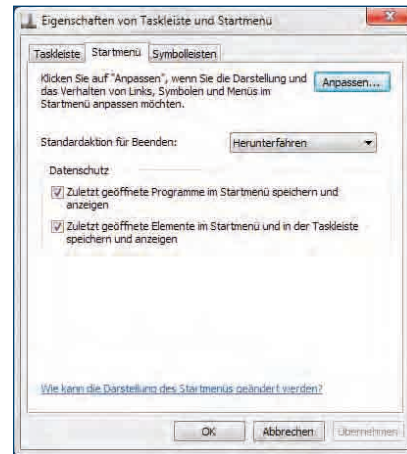 Eigenschaften von Taskleiste und Startmenü
Taskleiste Startmenü Symbolleisten
Klicken Sie auf "Anpassen", wenn Sie die Darstellung und
das Verhalten von Links, Symbolen und Menüs im
Startmenü anpassen möchten.
Anpassen...
Standardaktion für Beenden: Herunterfahren
Datenschutz
Zuletzt geöffnete Programme im Startmenü speichern und
anzeigen
Zuletzt geöffnete Elemente im Startmenü und in der Taskleiste
speichern und anzeigen
Wie kann die Darstellung des Startmenüs geändert werden?
OK Abbrechen Übernehmen